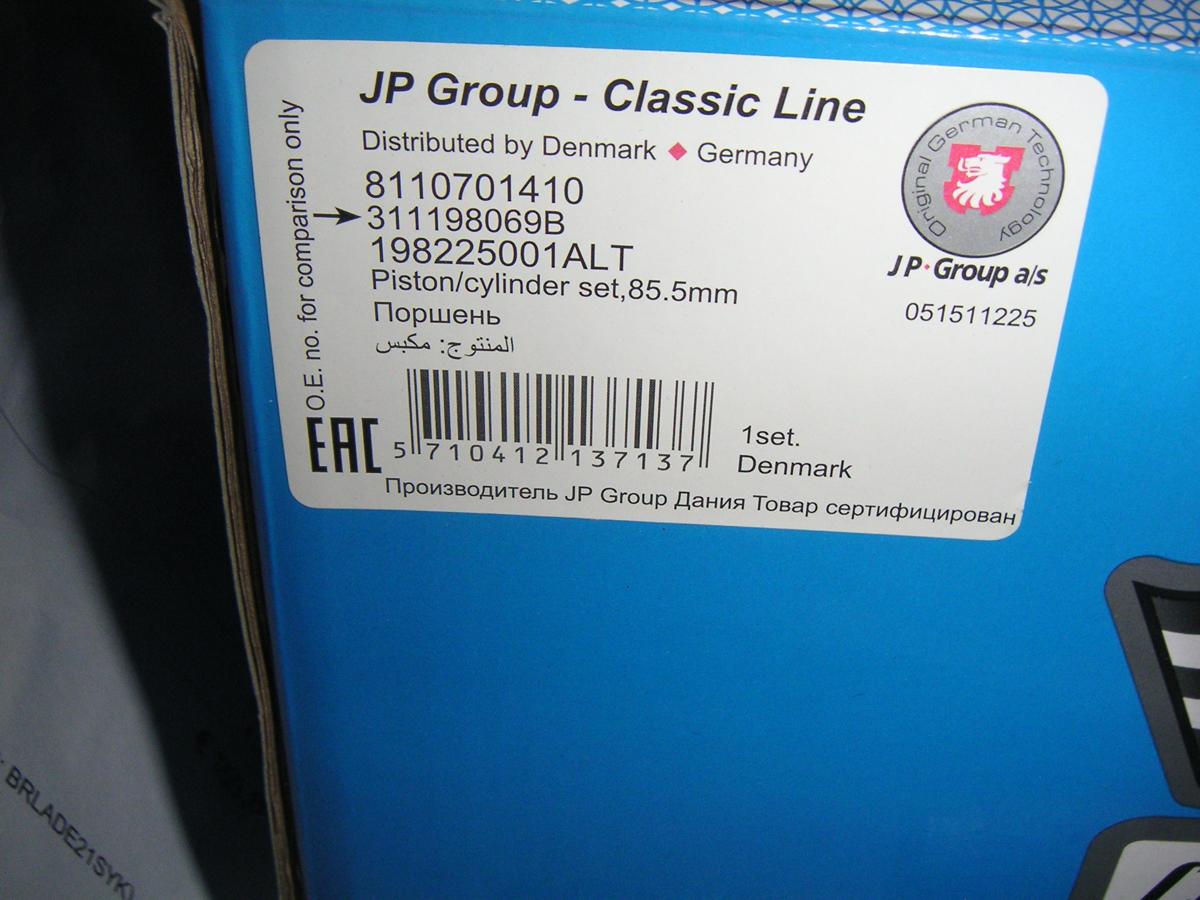 JP Group - Classic Line
Distributed by Denmark ♦ Germany
8110701410
311198069B
198225001ALT
Piston/cylinder set,85.5mm
Поршень
المنتوج: مكبس
O.E. no. for comparison only
EAC
5 710412 137137
1set.
Denmark
Производитель JP Group Дания Товар сертифицирован
Original German Technology
JP♦Group a/s
051511225
BRLADE21SYK